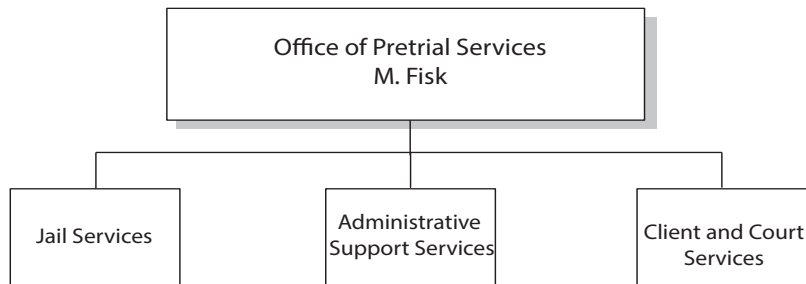 Office of Pretrial Services
M. Fisk
Jail Services
Administrative
Support Services
Client and Court
Services